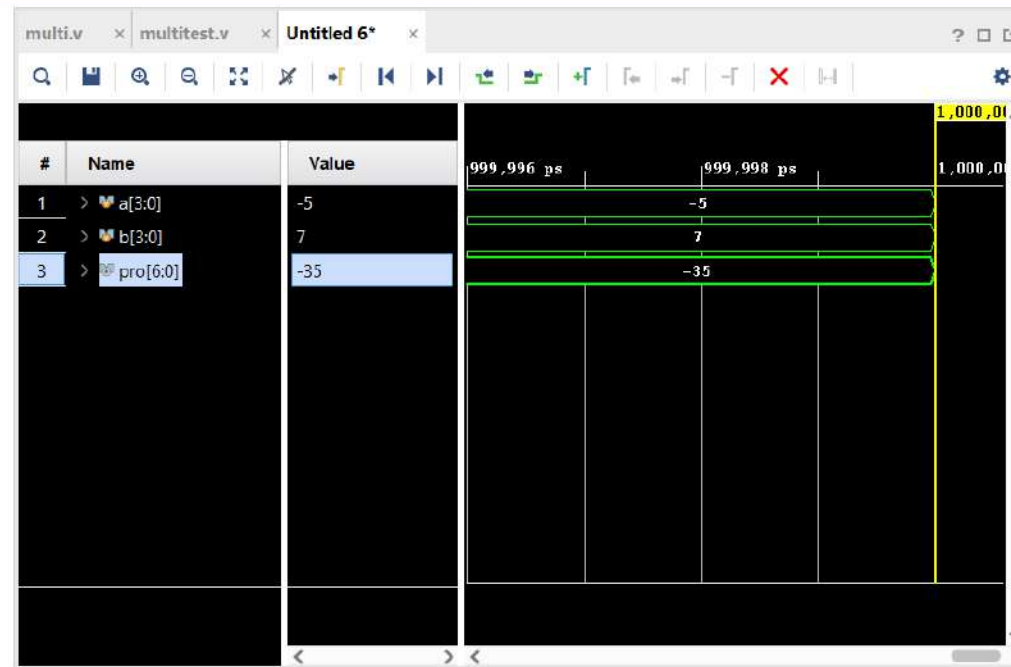 multi.v × multitest.v × Untitled 6* ×
?
1,000,00
# Name Value 999,996 ps 999,998 ps 1,000,00
1 > a[3:0] -5 -5
2 > b[3:0] 7 7
3 > pro[6:0] -35 -35